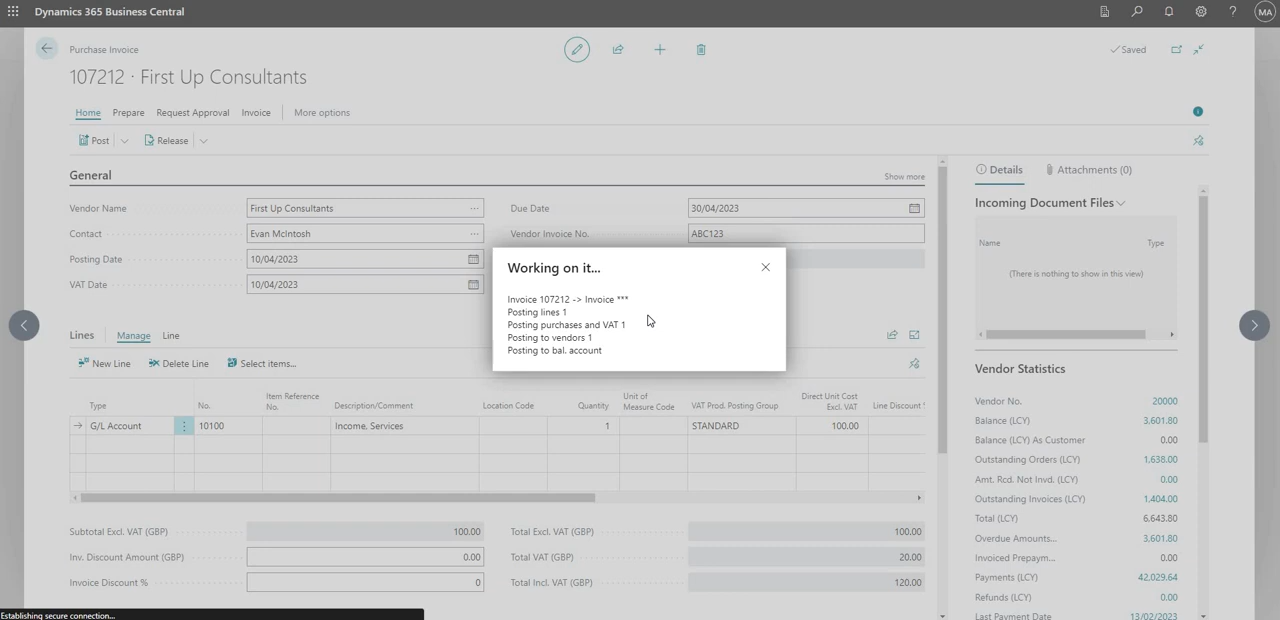 Dynamics 365 Business Central
MA
Purchase Invoice
Saved
107212 · First Up Consultants
Home Prepare Request Approval Invoice More options
Post Release
General
Show more
Vendor Name First Up Consultants
Due Date 30/04/2023
Contact Evan McIntosh
Vendor Invoice No. ABC123
Posting Date 10/04/2023
VAT Date 10/04/2023
Working on it...
Invoice 107212 -> Invoice ***
Posting lines 1
Posting purchases and VAT 1
Posting to vendors 1
Posting to bal. account
Lines Manage Line
New Line Delete Line Select items...
Type
No.
Item Reference
No.
Description/Comment
Location Code
Quantity
Unit of
Measure Code
VAT Prod. Posting Group
Direct Unit Cost
Excl. VAT
Line Discount
G/L Account 10100 Income, Services 1 STANDARD 100.00
Subtotal Excl. VAT (GBP) 100.00
Total Excl. VAT (GBP) 100.00
Inv. Discount Amount (GBP) 0.00
Total VAT (GBP) 20.00
Invoice Discount % 0
Total Incl. VAT (GBP) 120.00
Details Attachments (0)
Incoming Document Files
Name Type
(There is nothing to show in this view)
Vendor Statistics
Vendor No. 20000
Balance (LCY) 3,601.80
Balance (LCY) As Customer 0.00
Outstanding Orders (LCY) 1,638.00
Amt. Rcd. Not Invd. (LCY) 0.00
Outstanding Invoices (LCY) 1,404.00
Total (LCY) 6,643.80
Overdue Amounts... 3,601.80
Invoiced Prepaym... 0.00
Payments (LCY) 42,029.64
Refunds (LCY) 0.00
Last Payment Date 13/02/2023
Establishing secure connection...